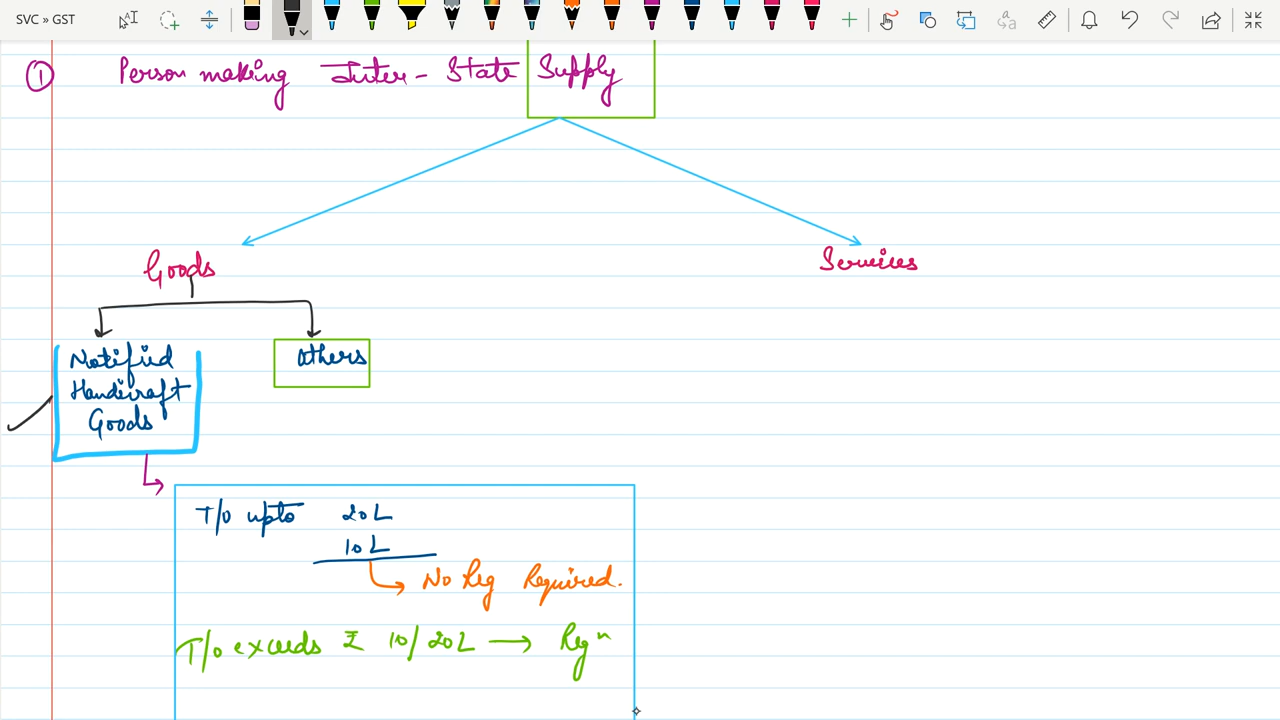 SVC » GST
① Person making Inter - State Supply
Goods
Services
Notified
Handicraft
Goods
Others
T/o upto 20L
10L
No Reg Required.
T/o exceeds ₹ 10/20L → Regⁿ